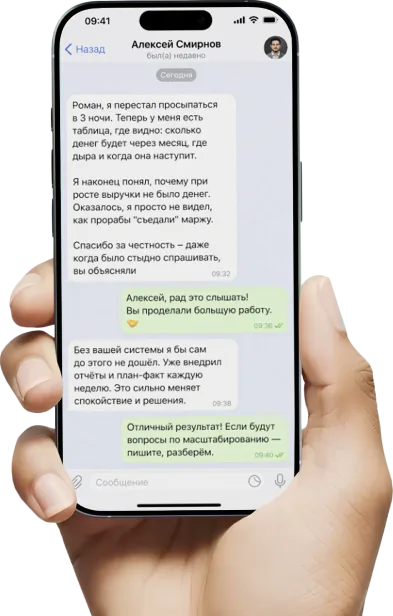 09:41
Назад
Алексей Смирнов
был(а) недавно
Сегодня
Роман, я перестал просыпаться
в 3 ночи. Теперь у меня есть
таблица, где видно: сколько
денег будет через месяц, где
дыра и когда она наступит.
Я наконец понял, почему при
росте выручки не было денег.
Оказалось, я просто не видел,
как прорабы "съедали" маржу.
Спасибо за честность – даже
когда было стыдно спрашивать,
вы объясняли
09:32
Алексей, рад это слышать!
Вы проделали большую работу.
🤝
09:36
Без вашей системы я бы сам
до этого не дошёл. Уже внедрил
отчёты и план-факт каждую
неделю. Это сильно меняет
спокойствие и решения.
09:38
Отличный результат! Если будут
вопросы по масштабированию —
пишите, разберём.
09:40
Сообщение